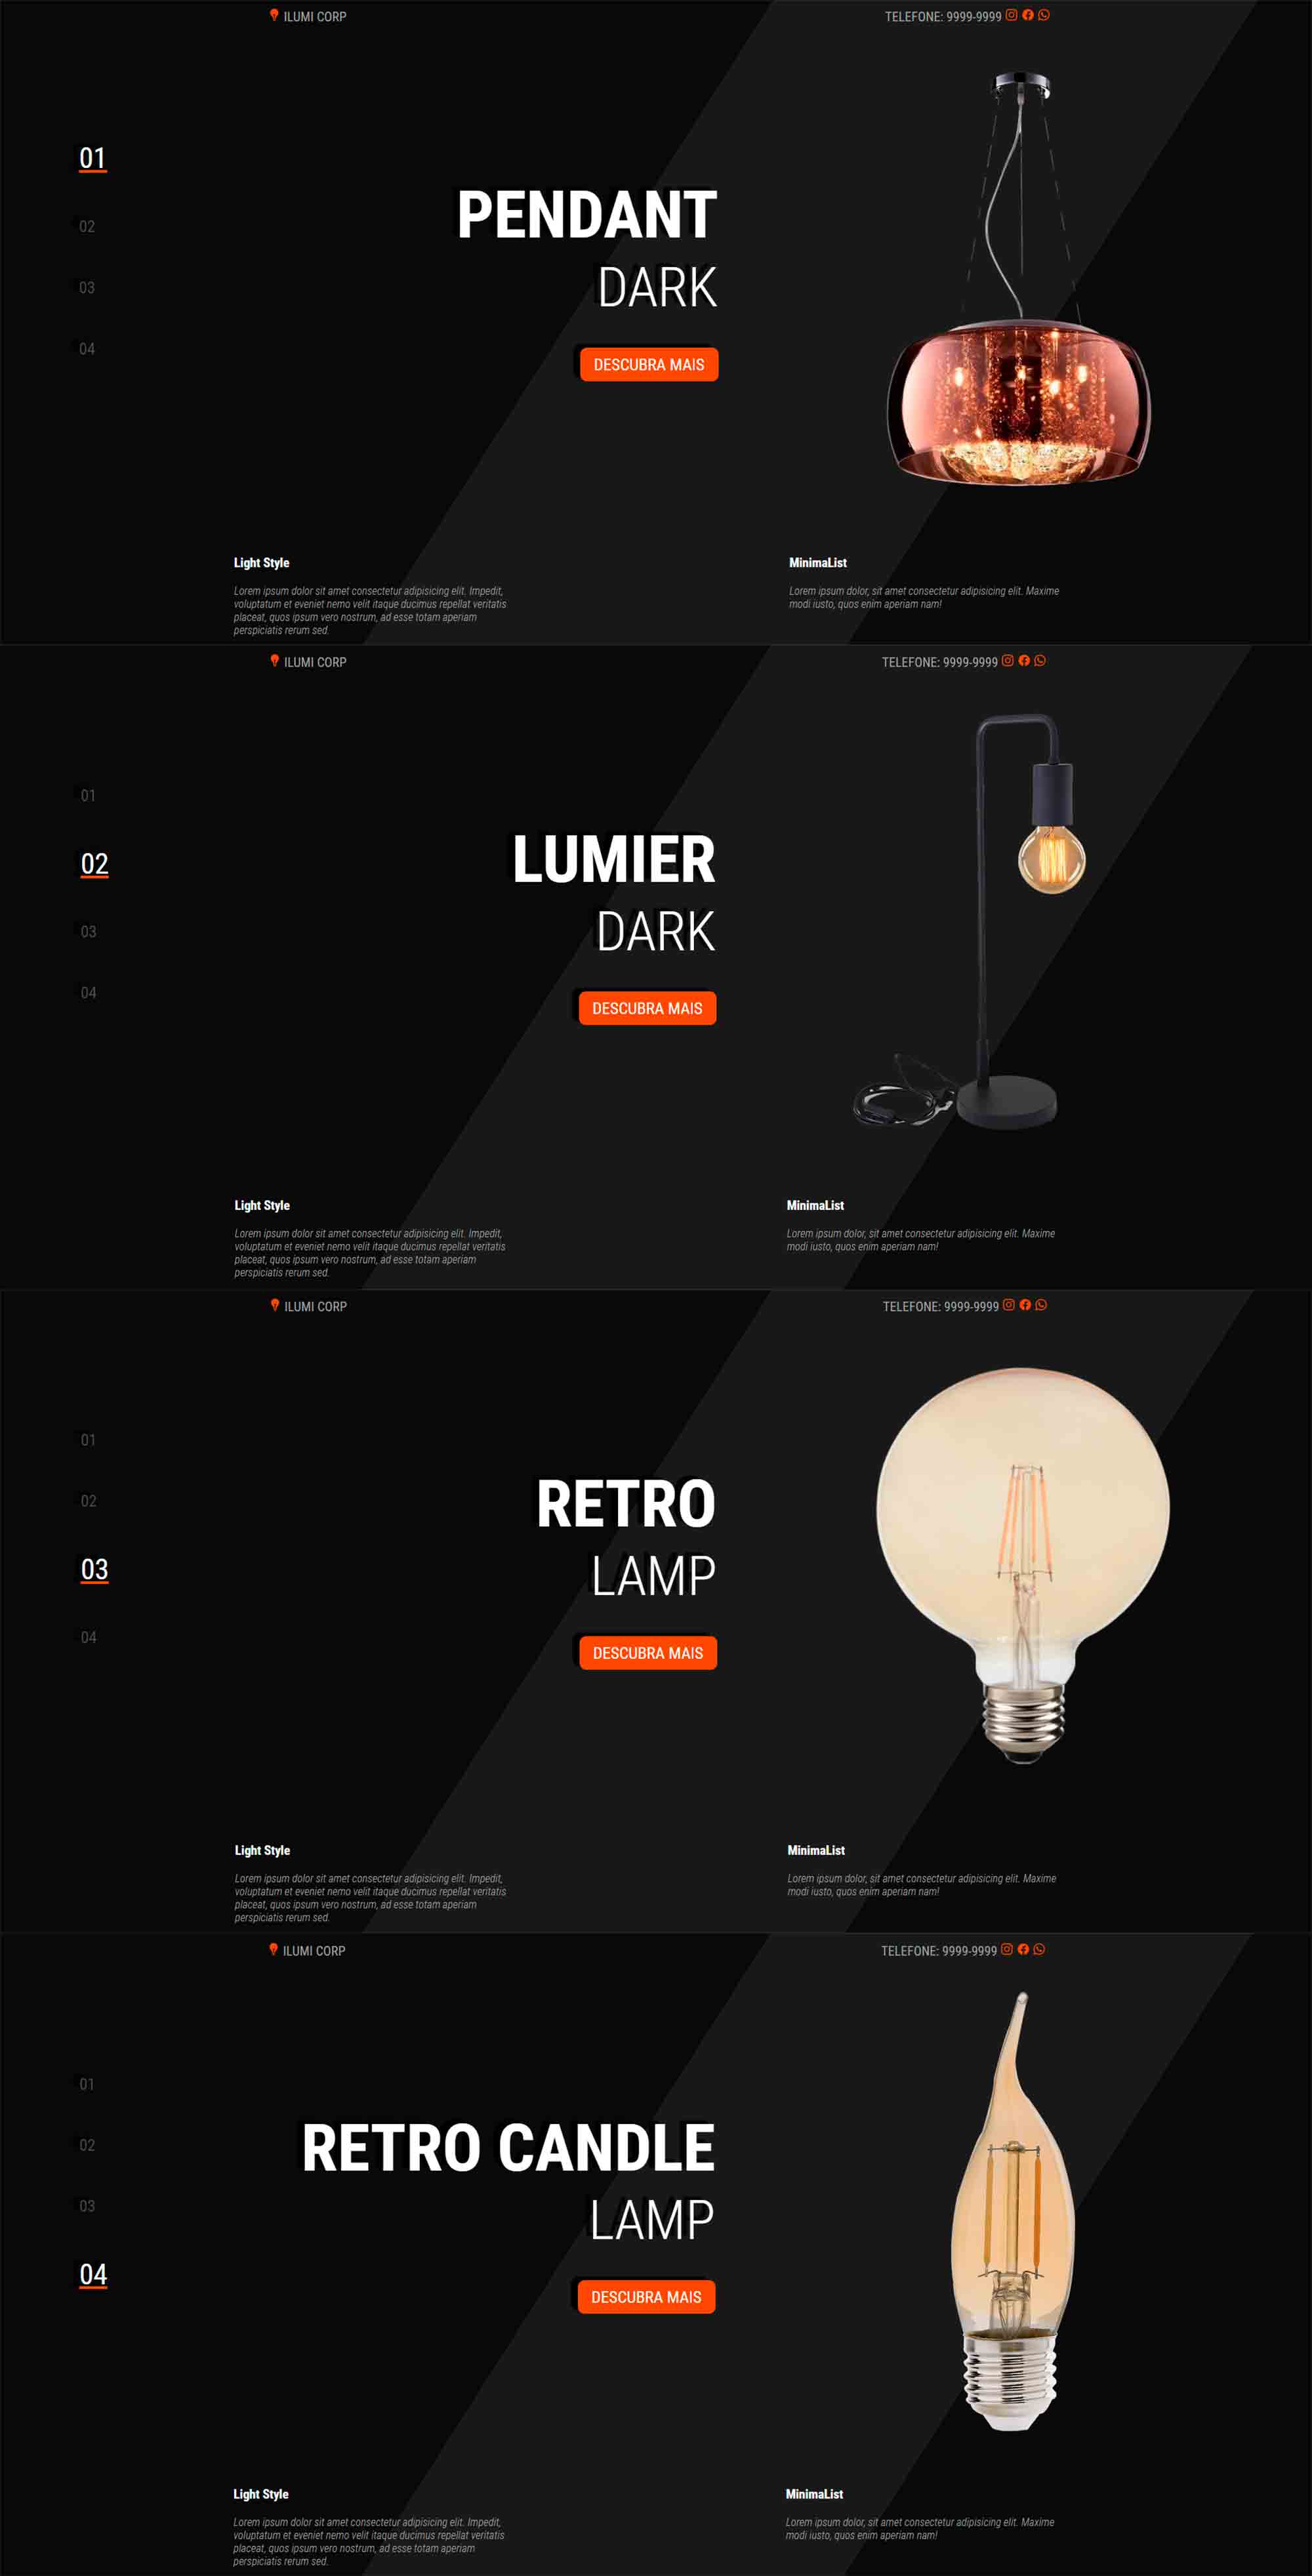 ILUMI CORP
TELEFONE: 9999-9999
01
02
03
04
PENDANT
DARK
DESCUBRA MAIS
Light Style
Lorem ipsum dolor sit amet consectetur adipisicing elit. Impedit,
voluptatum et eveniet nemo velit itaque ducimus repellat veritatis
placeat, quos ipsum vero nostrum, ad esse totam aperiam
perspiciatis rerum sed.
MinimaList
Lorem ipsum dolor, sit amet consectetur adipisicing elit. Maxime
modi iusto, quos enim aperiam nam!
ILUMI CORP
TELEFONE: 9999-9999
01
02
03
04
LUMIER
DARK
DESCUBRA MAIS
Light Style
Lorem ipsum dolor sit amet consectetur adipisicing elit. Impedit,
voluptatum et eveniet nemo velit itaque ducimus repellat veritatis
placeat, quos ipsum vero nostrum, ad esse totam aperiam
perspiciatis rerum sed.
MinimaList
Lorem ipsum dolor, sit amet consectetur adipisicing elit. Maxime
modi iusto, quos enim aperiam nam!
ILUMI CORP
TELEFONE: 9999-9999
01
02
03
04
RETRO
LAMP
DESCUBRA MAIS
Light Style
Lorem ipsum dolor sit amet consectetur adipisicing elit. Impedit,
voluptatum et eveniet nemo velit itaque ducimus repellat veritatis
placeat, quos ipsum vero nostrum, ad esse totam aperiam
perspiciatis rerum sed.
MinimaList
Lorem ipsum dolor, sit amet consectetur adipisicing elit. Maxime
modi iusto, quos enim aperiam nam!
ILUMI CORP
TELEFONE: 9999-9999
01
02
03
04
RETRO CANDLE
LAMP
DESCUBRA MAIS
Light Style
Lorem ipsum dolor sit amet consectetur adipisicing elit. Impedit,
voluptatum et eveniet nemo velit itaque ducimus repellat veritatis
placeat, quos ipsum vero nostrum, ad esse totam aperiam
perspiciatis rerum sed.
MinimaList
Lorem ipsum dolor, sit amet consectetur adipisicing elit. Maxime
modi iusto, quos enim aperiam nam!